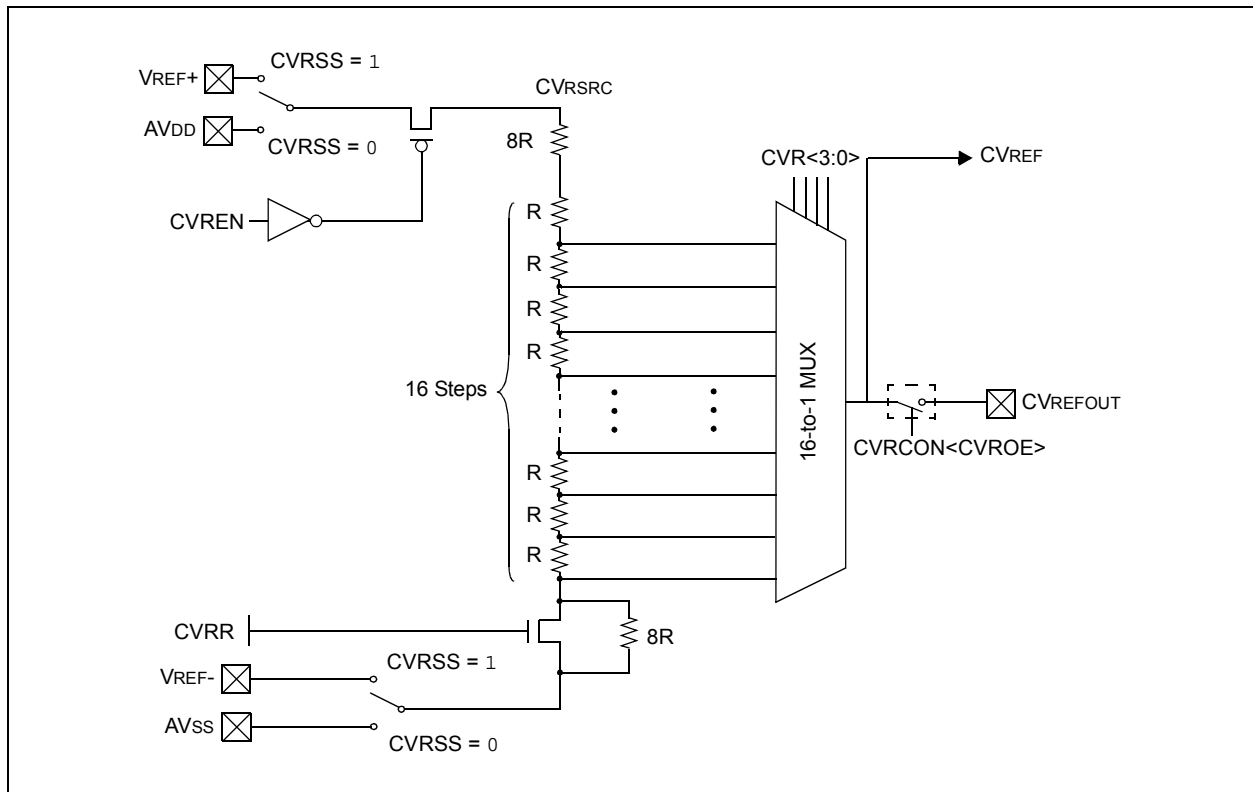 CVRSS = 1
VREF+
CVRSRC
AVDD
8R
CVRSS = 0
CVR<3:0>
CVREF
CVREN
R
R
R
R
16 Steps
16-to-1 MUX
CVREFOUT
CVRCON<CVROE>
R
R
R
CVRR
8R
CVRSS = 1
VREF-
AVSS
CVRSS = 0